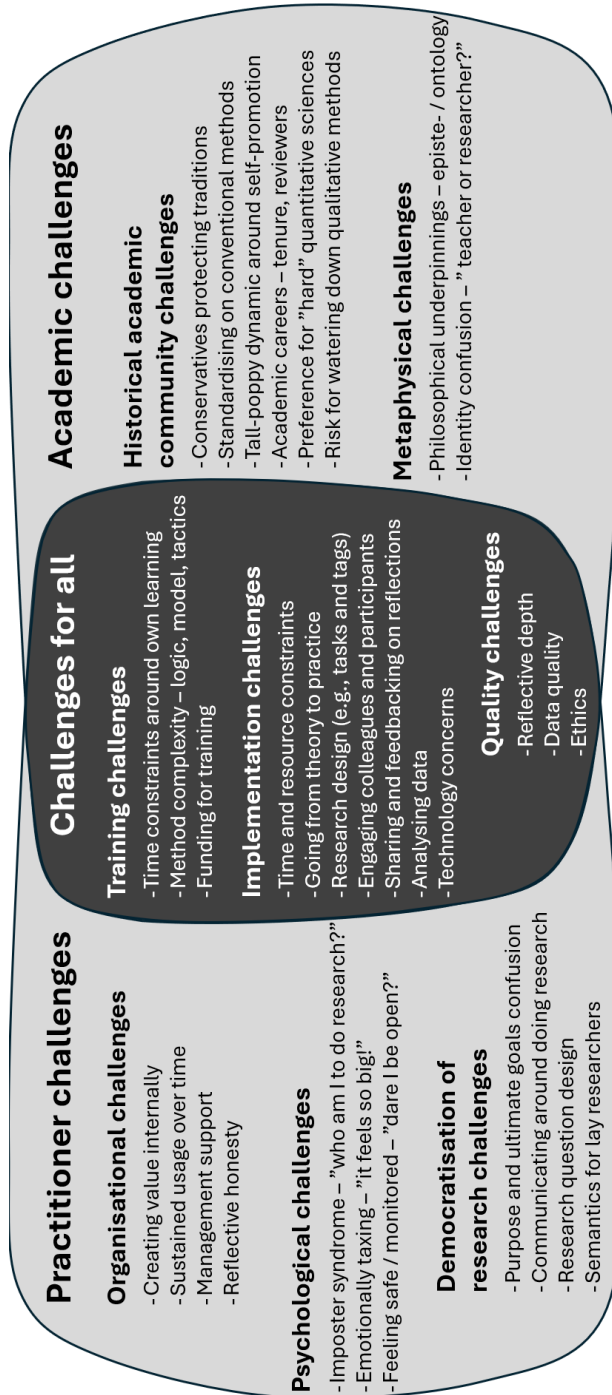 Practitioner challenges
Organisational challenges
- Creating value internally
- Sustained usage over time
- Management support
- Reflective honesty
Psychological challenges
- Imposter syndrome – ”who am I to do research?”
- Emotionally taxing – ”it feels so big!”
- Feeling safe / monitored – ”dare I be open?”
Democratisation of
research challenges
- Purpose and ultimate goals confusion
- Communicating around doing research
- Research question design
- Semantics for lay researchers
Challenges for all
Training challenges
- Time constraints around own learning
- Method complexity – logic, model, tactics
- Funding for training
Implementation challenges
- Time and resource constraints
- Going from theory to practice
- Research design (e.g., tasks and tags)
- Engaging colleagues and participants
- Sharing and feedbacking on reflections
- Analysing data
- Technology concerns
Quality challenges
- Reflective depth
- Data quality
- Ethics
Academic challenges
Historical academic
community challenges
- Conservatives protecting traditions
- Standardising on conventional methods
- Tall-poppy dynamic around self-promotion
- Academic careers – tenure, reviewers
- Preference for ”hard” quantitative sciences
- Risk for watering down qualitative methods
Metaphysical challenges
- Philosophical underpinnings – episte- / ontology
- Identity confusion – ” teacher or researcher?”